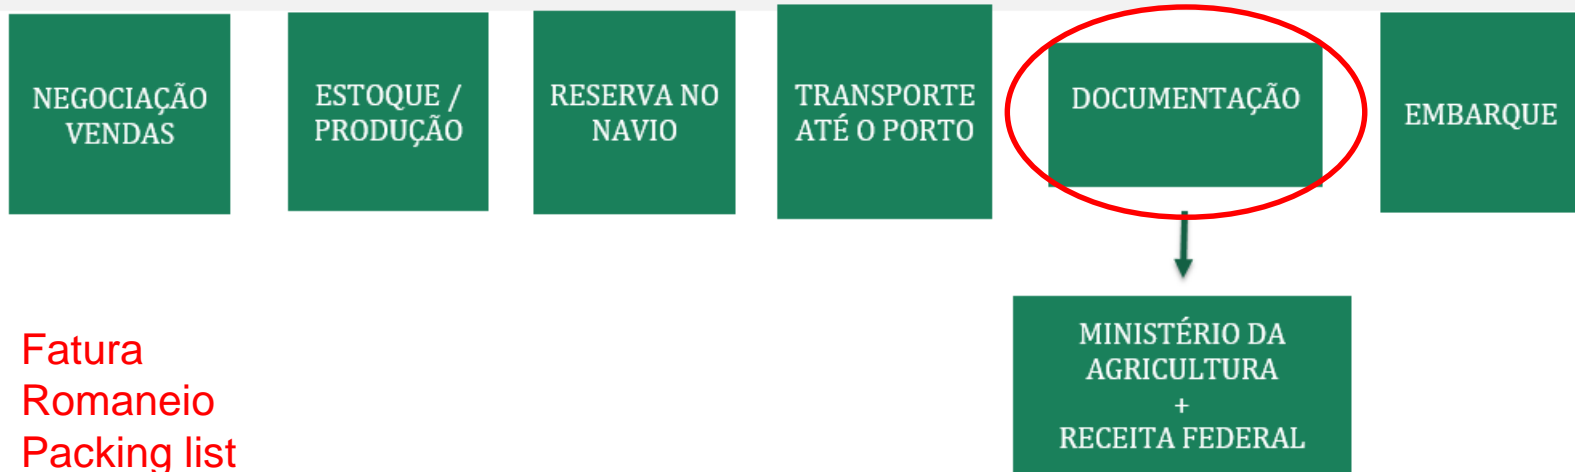 NEGOCIAÇÃO
VENDAS
ESTOQUE /
PRODUÇÃO
RESERVA NO
NAVIO
TRANSPORTE
ATÉ O PORTO
DOCUMENTAÇÃO
EMBARQUE
MINISTÉRIO DA
AGRICULTURA
+
RECEITA FEDERAL
Fatura
Romaneio
Packing list